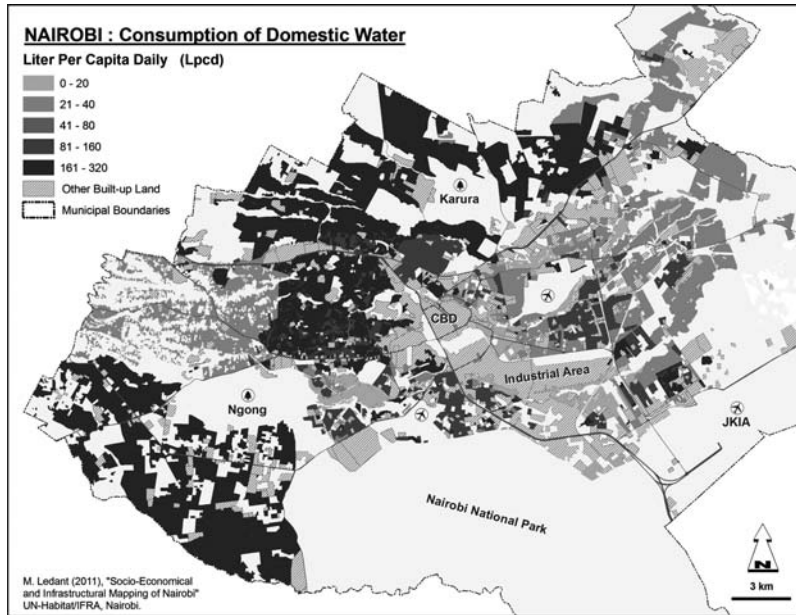 NAIROBI : Consumption of Domestic Water
Liter Per Capita Daily (Lpcd)
0 - 20
21 - 40
41 - 80
81 - 160
161 - 320
Other Built-up Land
Municipal Boundaries
Karura
CBD
Industrial Area
Ngong
JKIA
Nairobi National Park
M. Ledant (2011), "Socio-Economical
and Infrastructural Mapping of Nairobi"
UN-Habitat/IFRA, Nairobi.
N
3 km